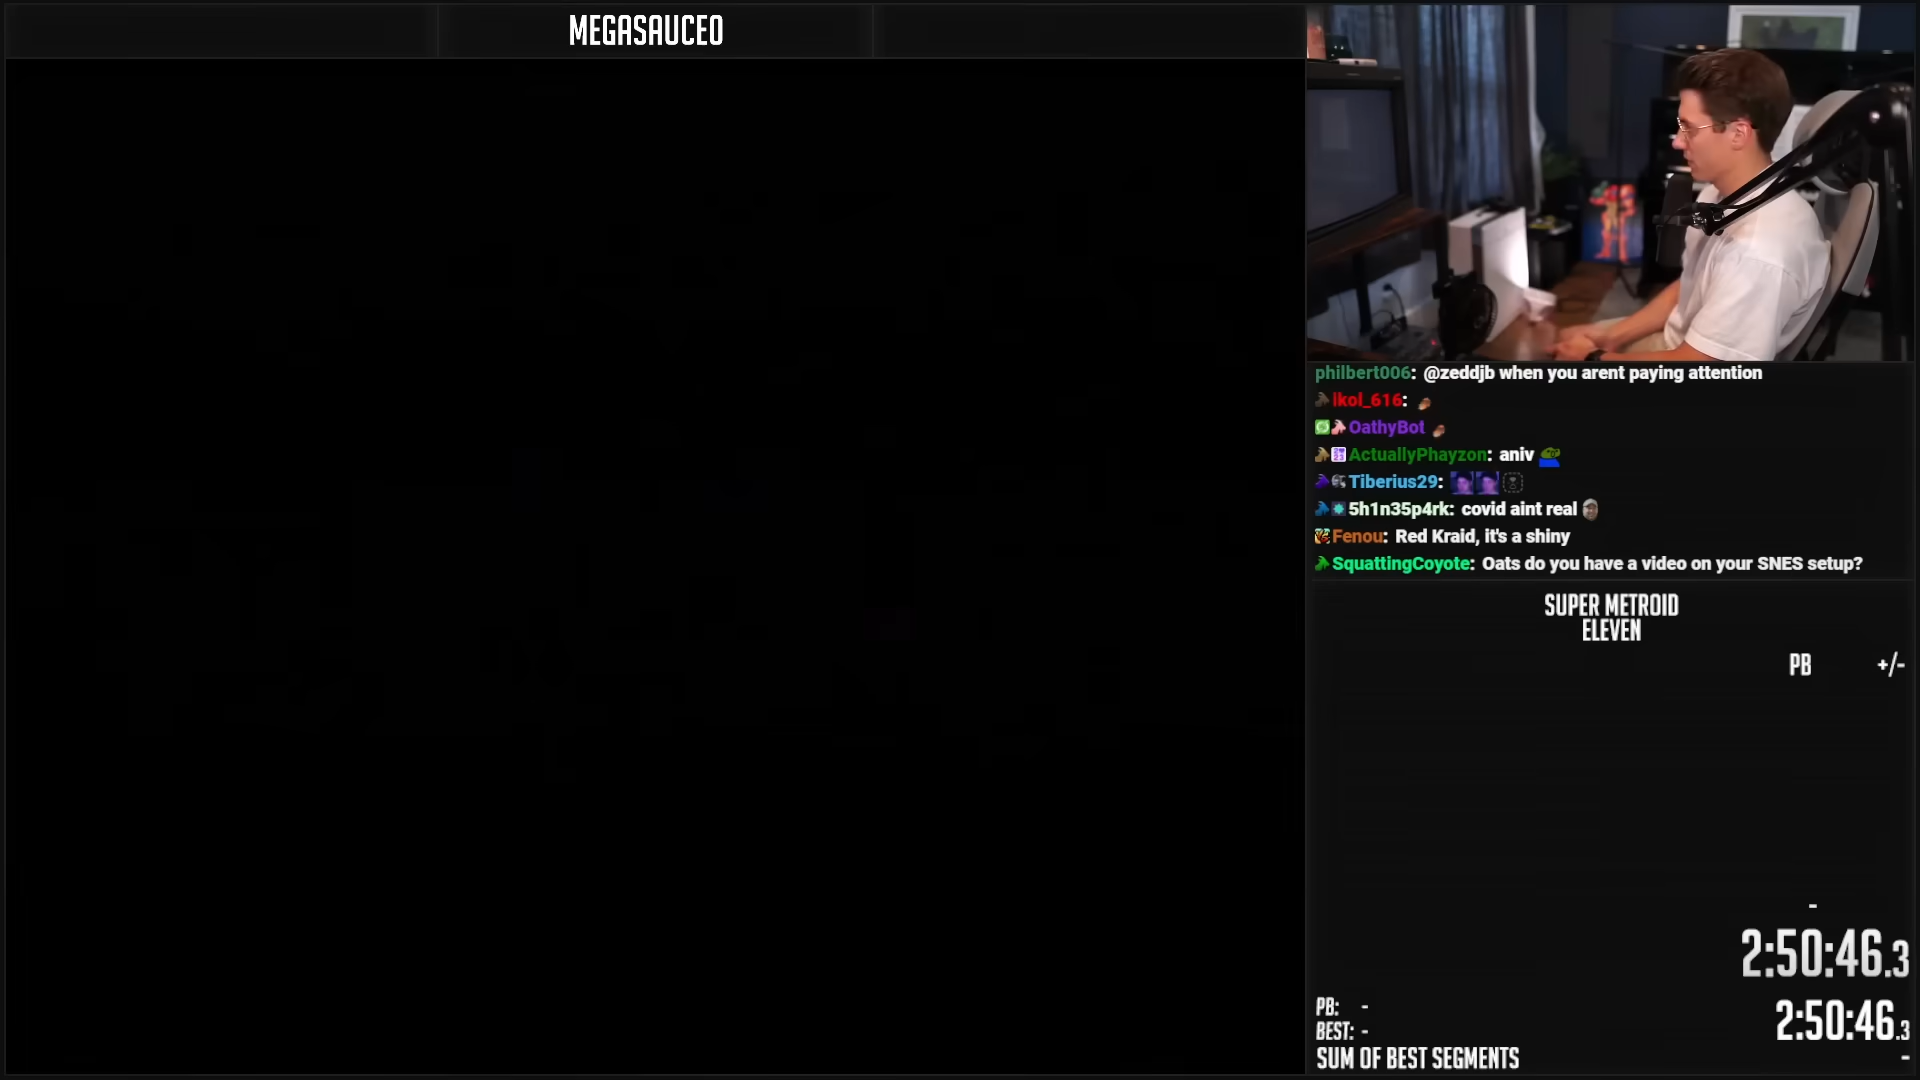 MEGASAUCE0
philbert006: @zeddjb when you arent paying attention
lkol_616:
OathyBot
ActuallyPhayzon: aniv
Tiberius29:
5h1n35p4rk: covid aint real
Fenou: Red Kraid, it's a shiny
SquattingCoyote: Oats do you have a video on your SNES setup?
SUPER METROID
ELEVEN
PB +/-
-
2:50:46.3
PB: -
2:50:46.3
BEST: -
SUM OF BEST SEGMENTS -